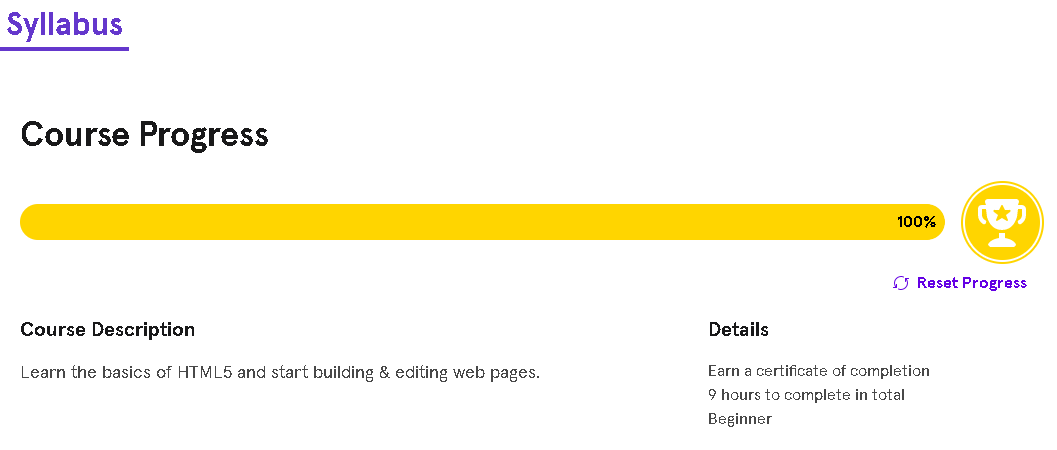 Syllabus
Course Progress
100%
Reset Progress
Course Description
Learn the basics of HTML5 and start building & editing web pages.
Details
Earn a certificate of completion
9 hours to complete in total
Beginner